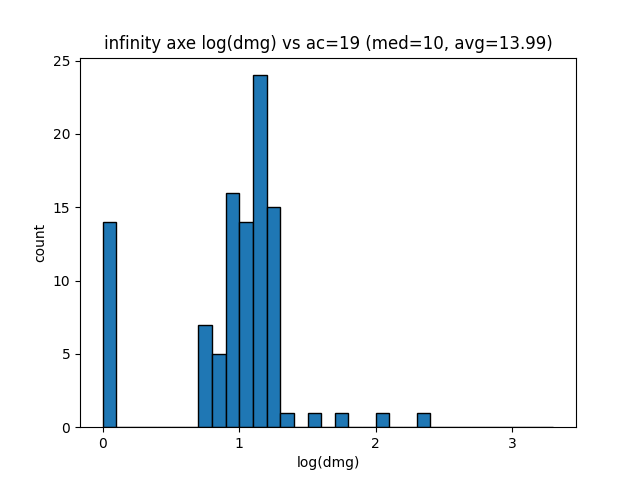 infinity axe log(dmg) vs ac=19 (med=10, avg=13.99)
25
20
15
10
5
0
count
0 1 2 3
log(dmg)